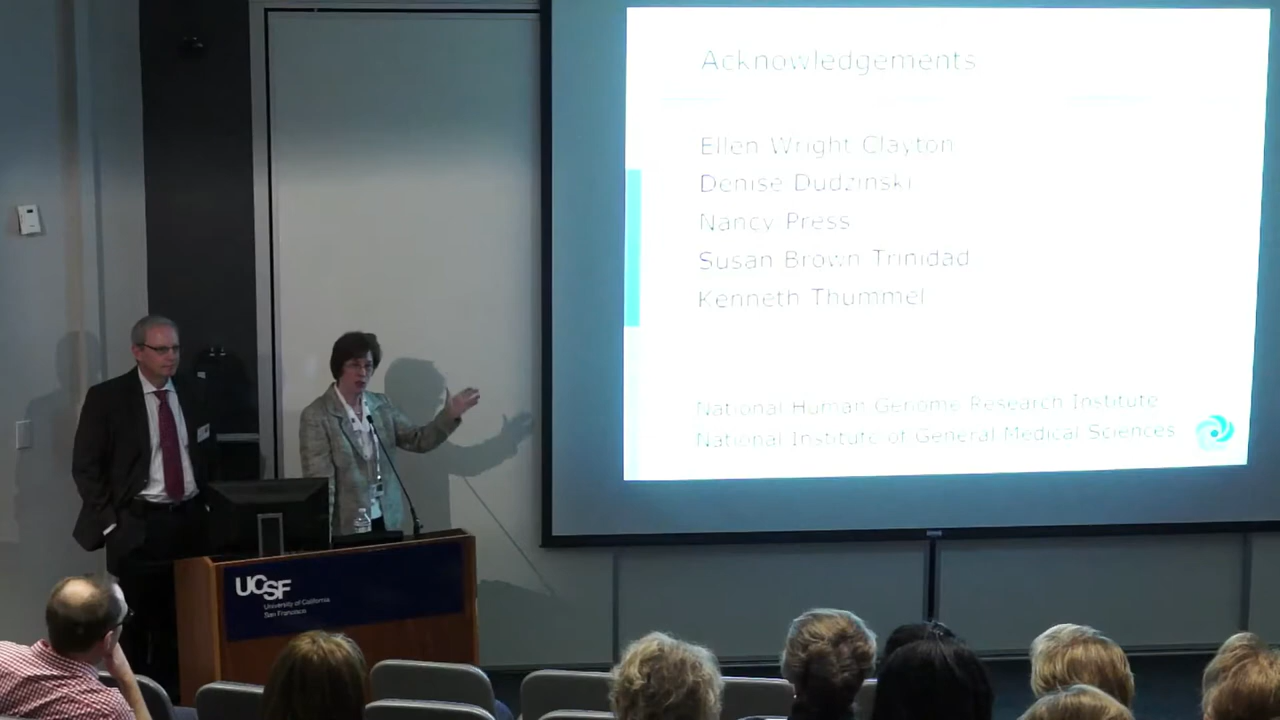 Acknowledgements
Ellen Wright Clayton
Denise Dudzinski
Nancy Press
Susan Brown Trinidad
Kenneth Thummel
National Human Genome Research Institute
National Institute of General Medical Sciences
UCSF
University of California
San Francisco